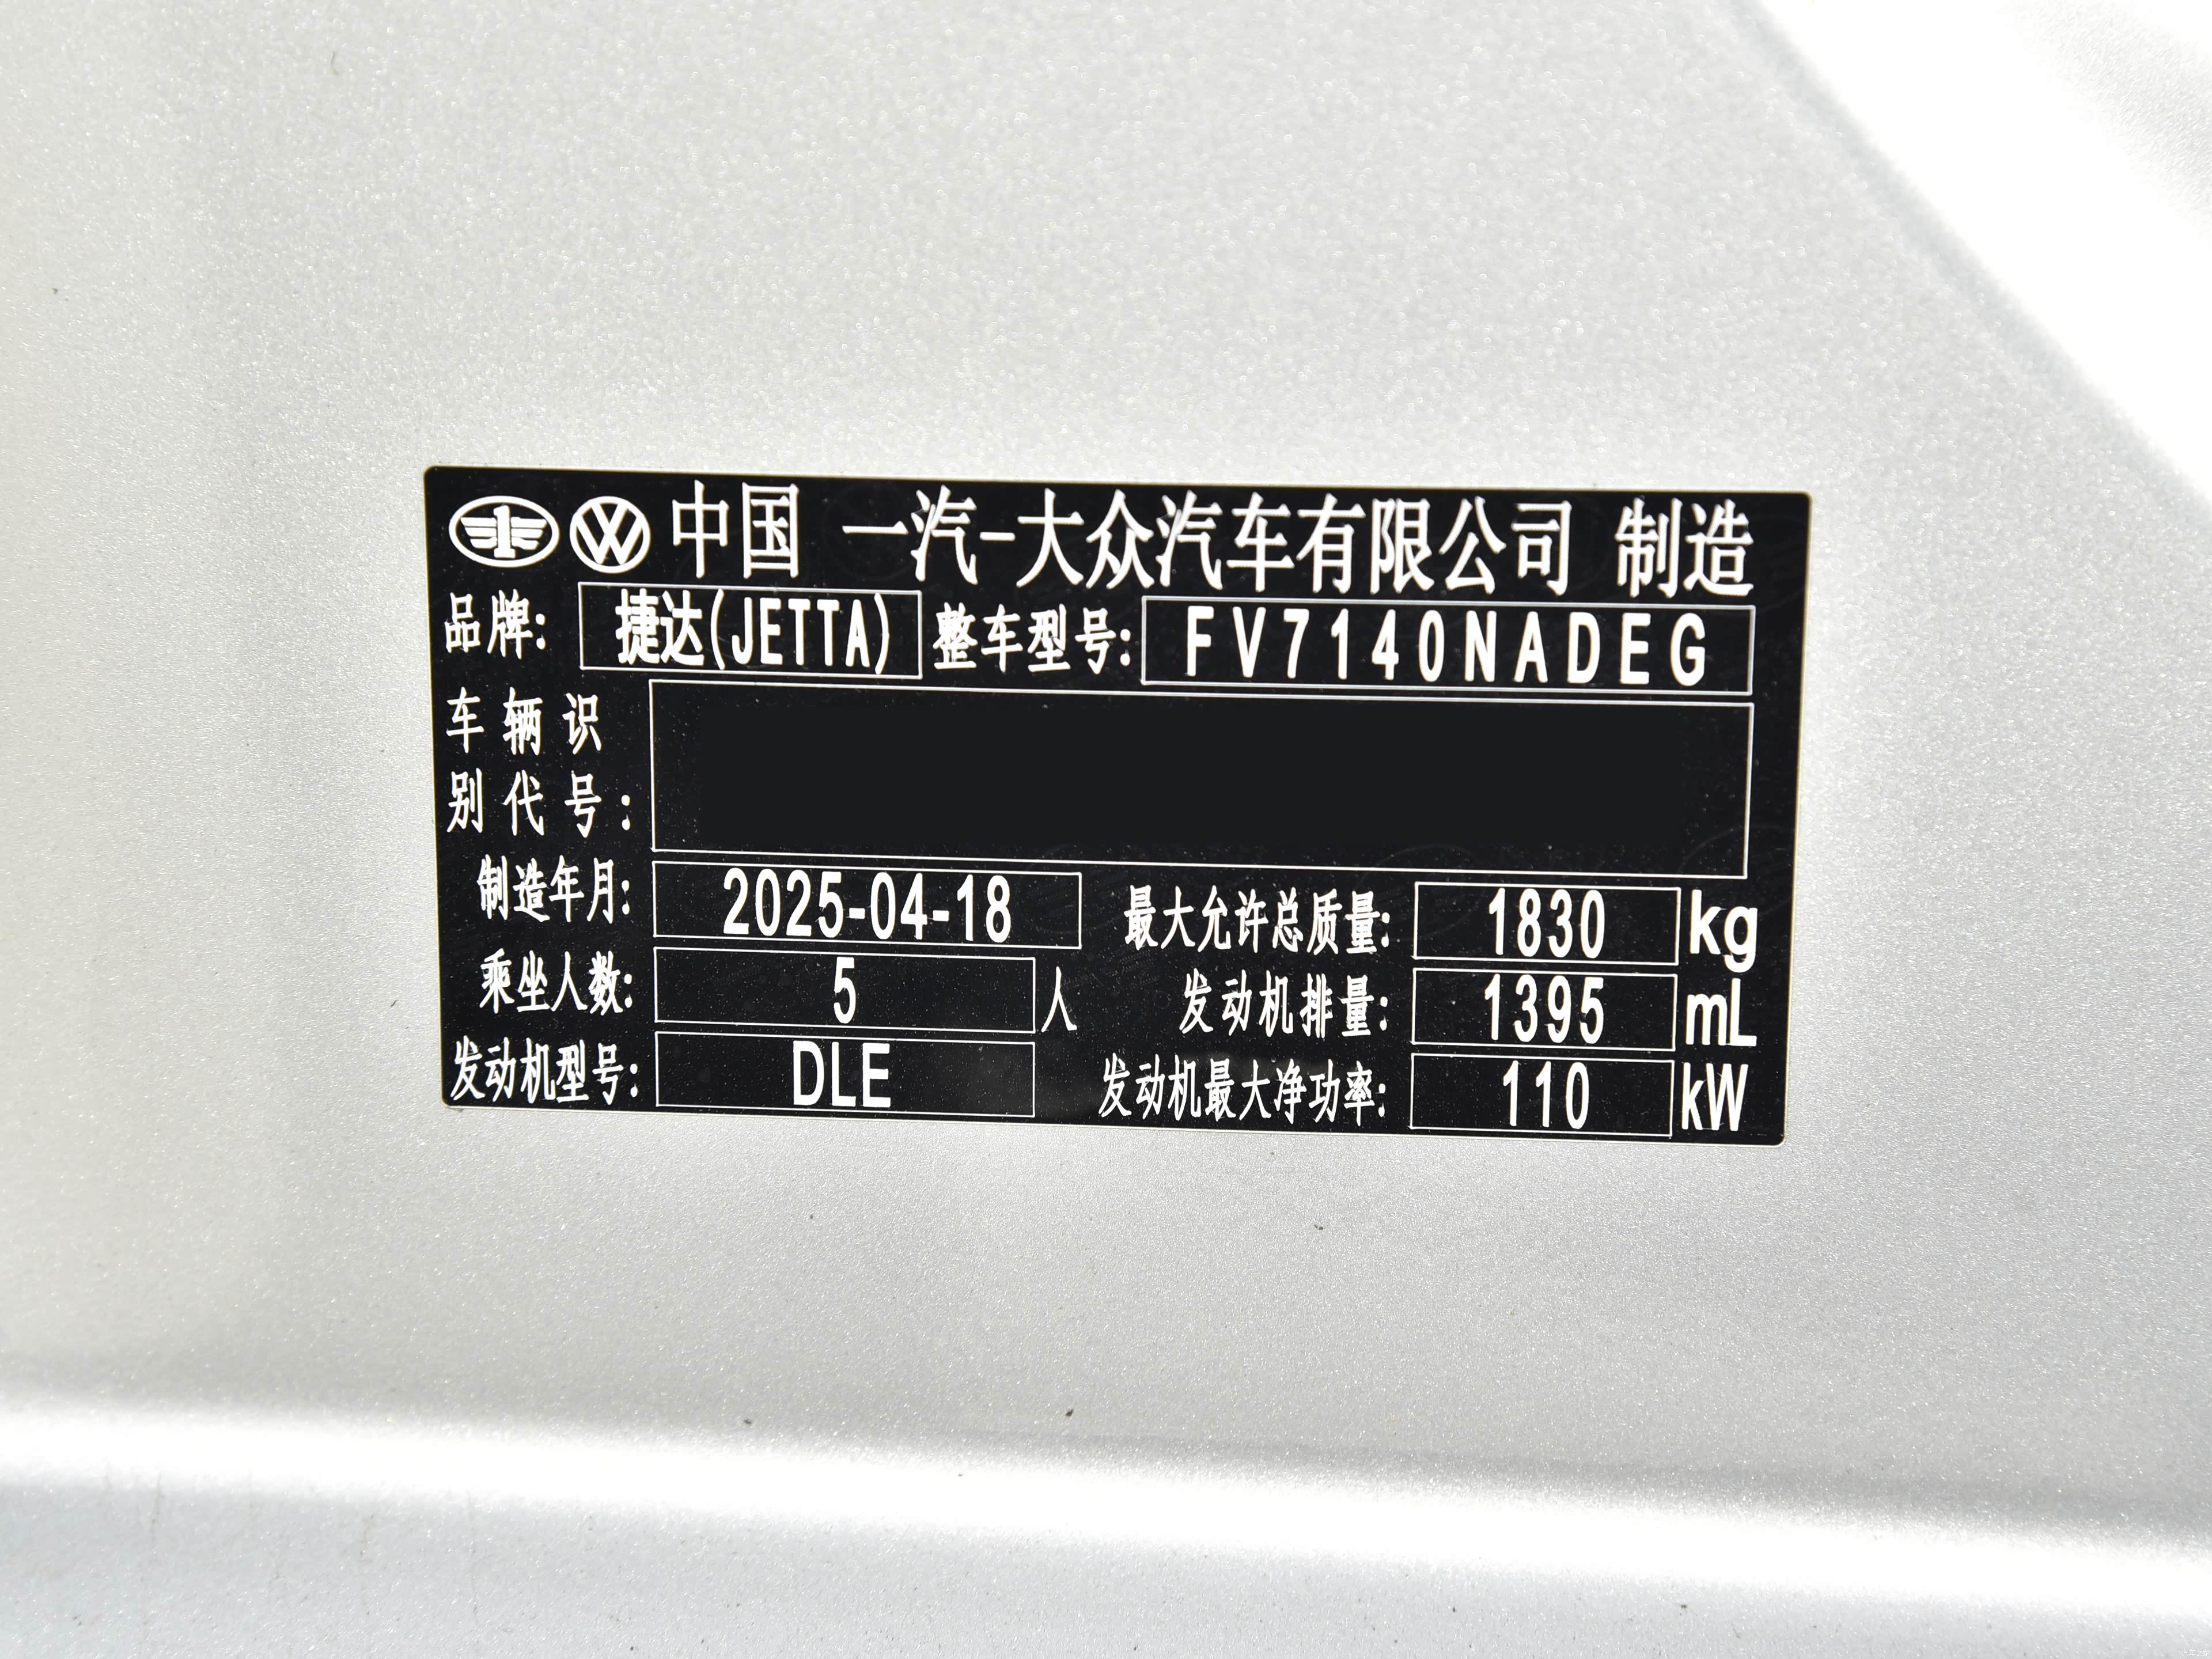 中国 一汽-大众汽车有限公司 制造
品牌: 捷达(JETTA) 整车型号: FV7140NADEG
车辆识
别代号:
制造年月: 2025-04-18 最大允许总质量: 1830 kg
乘坐人数: 5 人 发动机排量: 1395 mL
发动机型号: DLE 发动机最大净功率: 110 kW